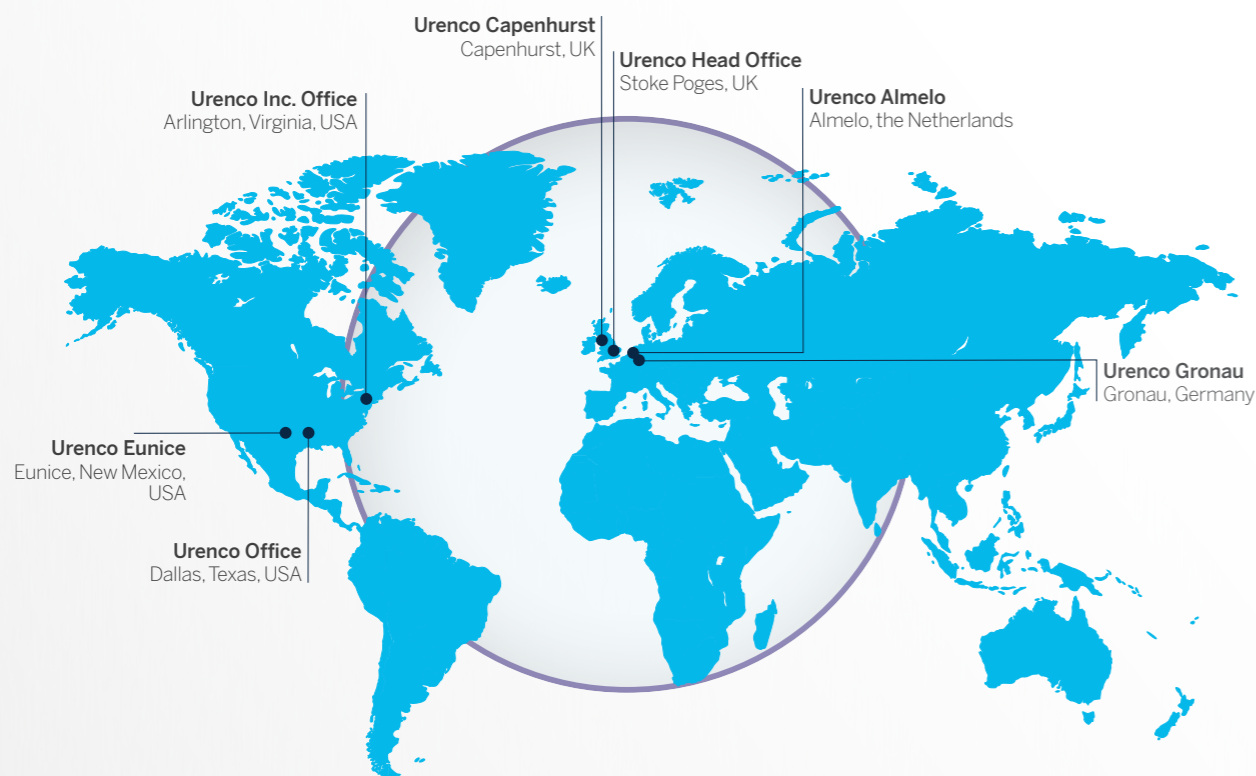 Urenco Capenhurst
Capenhurst, UK
Urenco Head Office
Stoke Poges, UK
Urenco Inc. Office
Arlington, Virginia, USA
Urenco Almelo
Almelo, the Netherlands
Urenco Gronau
Gronau, Germany
Urenco Eunice
Eunice, New Mexico,
USA
Urenco Office
Dallas, Texas, USA